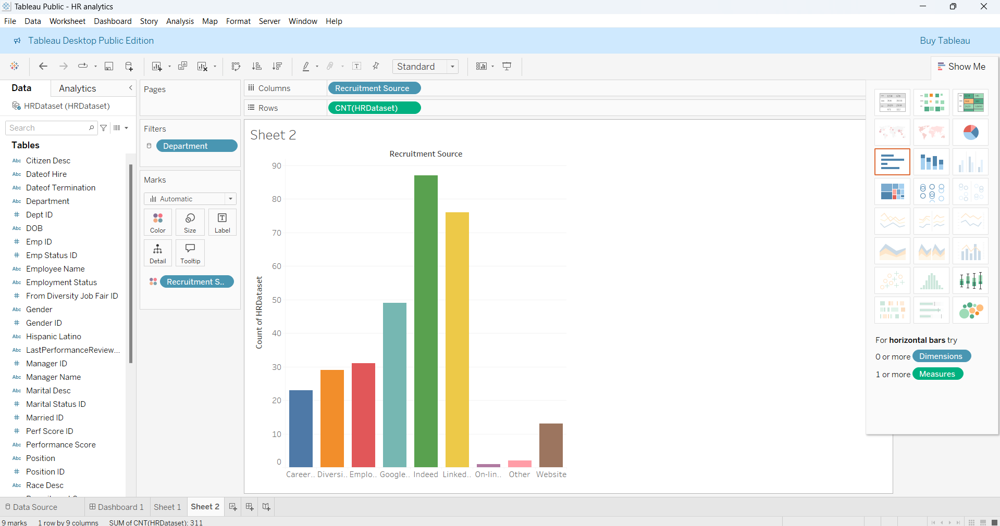 Tableau Public - HR analytics
File Data Worksheet Dashboard Story Analysis Map Format Server Window Help
Tableau Desktop Public Edition
Buy Tableau
Standard
Show Me
Data
Analytics
HRDataset (HRDataset)
Search
Tables
Abc Citizen Desc
Abc Dateof Hire
Abc Dateof Termination
Abc Department
# Dept ID
Abc DOB
# Emp ID
# Emp Status ID
Abc Employee Name
Abc Employment Status
# From Diversity Job Fair ID
Abc Gender
# Gender ID
Abc Hispanic Latino
Abc LastPerformanceReview...
# Manager ID
Abc Manager Name
Abc Marital Desc
# Marital Status ID
# Married ID
# Perf Score ID
Abc Performance Score
Abc Position
# Position ID
Abc Race Desc
Pages
Filters
Department
Marks
Automatic
Color
Size
Label
Detail
Tooltip
Recruitment S..
Columns
Recruitment Source
Rows
CNT(HRDataset)
Sheet 2
Recruitment Source
Count of HRDataset
90
80
70
60
50
40
30
20
10
0
Career.. Diversi.. Emplo.. Google.. Indeed Linked.. On-lin.. Other Website
For horizontal bars try
0 or more Dimensions
1 or more Measures
Data Source
Dashboard 1
Sheet 1
Sheet 2
9 marks
1 row by 9 columns
SUM of CNT(HRDataset): 311